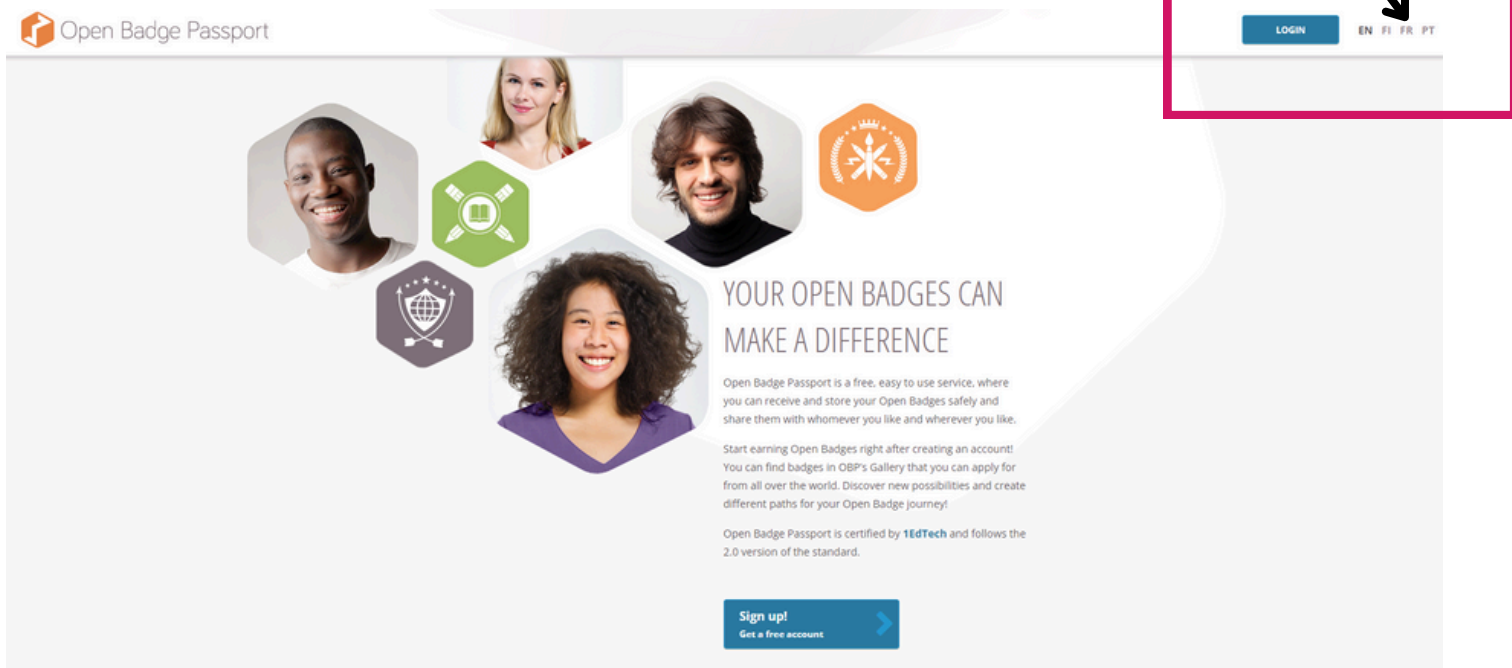 Open Badge Passport
LOGIN
EN FI FR PT
YOUR OPEN BADGES CAN
MAKE A DIFFERENCE
Open Badge Passport is a free, easy to use service, where
you can receive and store your Open Badges safely and
share them with whomever you like and wherever you like.
Start earning Open Badges right after creating an account!
You can find badges in OBP's Gallery that you can apply for
from all over the world. Discover new possibilities and create
different paths for your Open Badge journey!
Open Badge Passport is certified by 1EdTech and follows the
2.0 version of the standard.
Sign up!
Get a free account